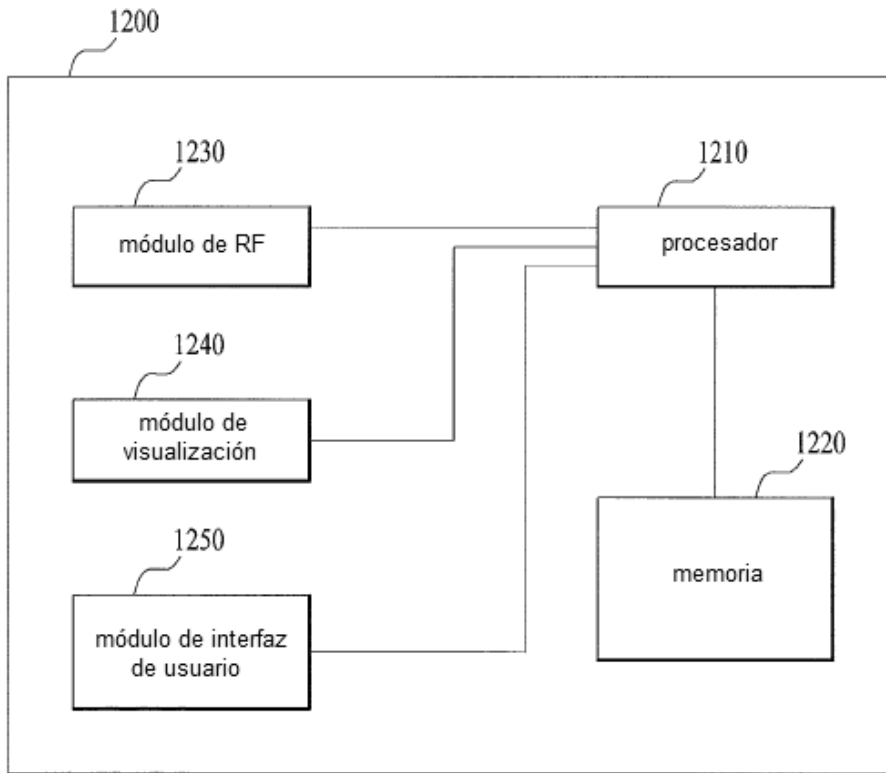 1200
1230
módulo de RF
1210
procesador
1240
módulo de
visualización
1220
memoria
1250
módulo de interfaz
de usuario